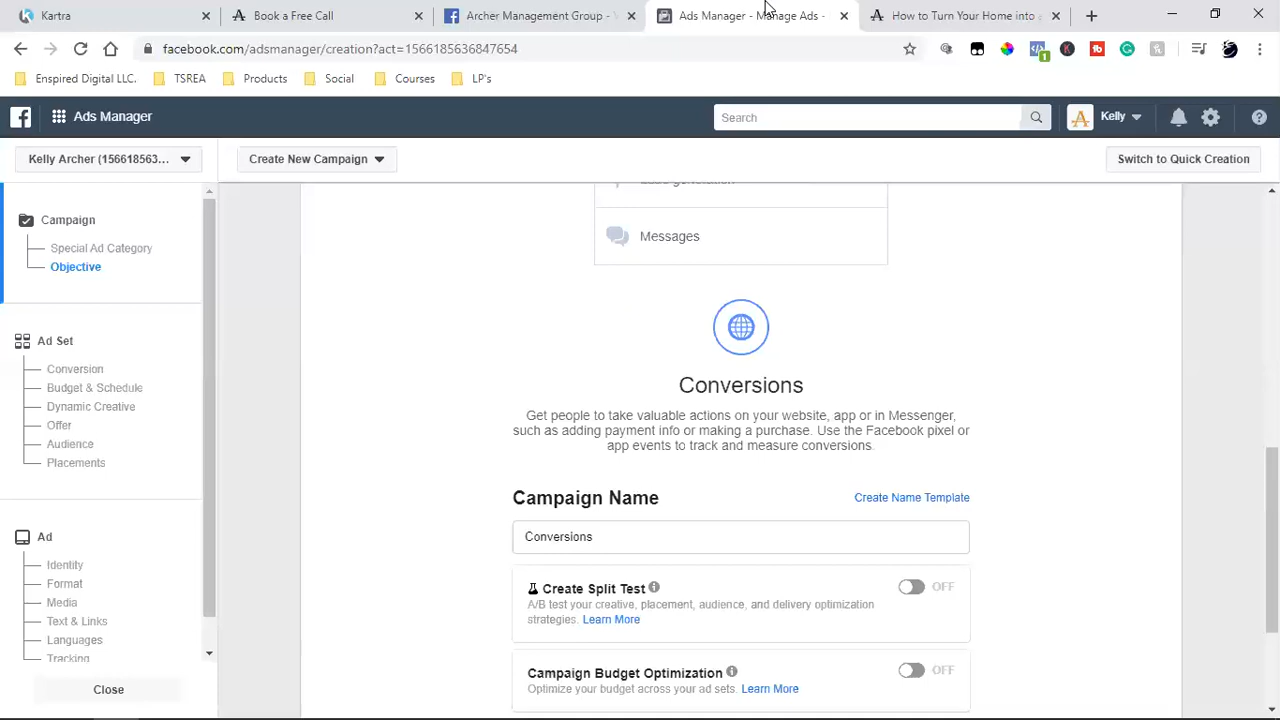 Kartra
Book a Free Call
Archer Management Group -
Ads Manager - Manage Ads -
How to Turn Your Home into
facebook.com/adsmanager/creation?act=1566185636847654
Enspired Digital LLC.
TSREA
Products
Social
Courses
LP's
Ads Manager
Search
Kelly
Kelly Archer (156618563...
Create New Campaign
Switch to Quick Creation
Campaign
Special Ad Category
Objective
Ad Set
Conversion
Budget & Schedule
Dynamic Creative
Offer
Audience
Placements
Ad
Identity
Format
Media
Text & Links
Languages
Tracking
Close
Messages
Conversions
Get people to take valuable actions on your website, app or in Messenger,
such as adding payment info or making a purchase. Use the Facebook pixel or
app events to track and measure conversions.
Campaign Name
Create Name Template
Conversions
Create Split Test
OFF
A/B test your creative, placement, audience, and delivery optimization
strategies. Learn More
Campaign Budget Optimization
OFF
Optimize your budget across your ad sets. Learn More